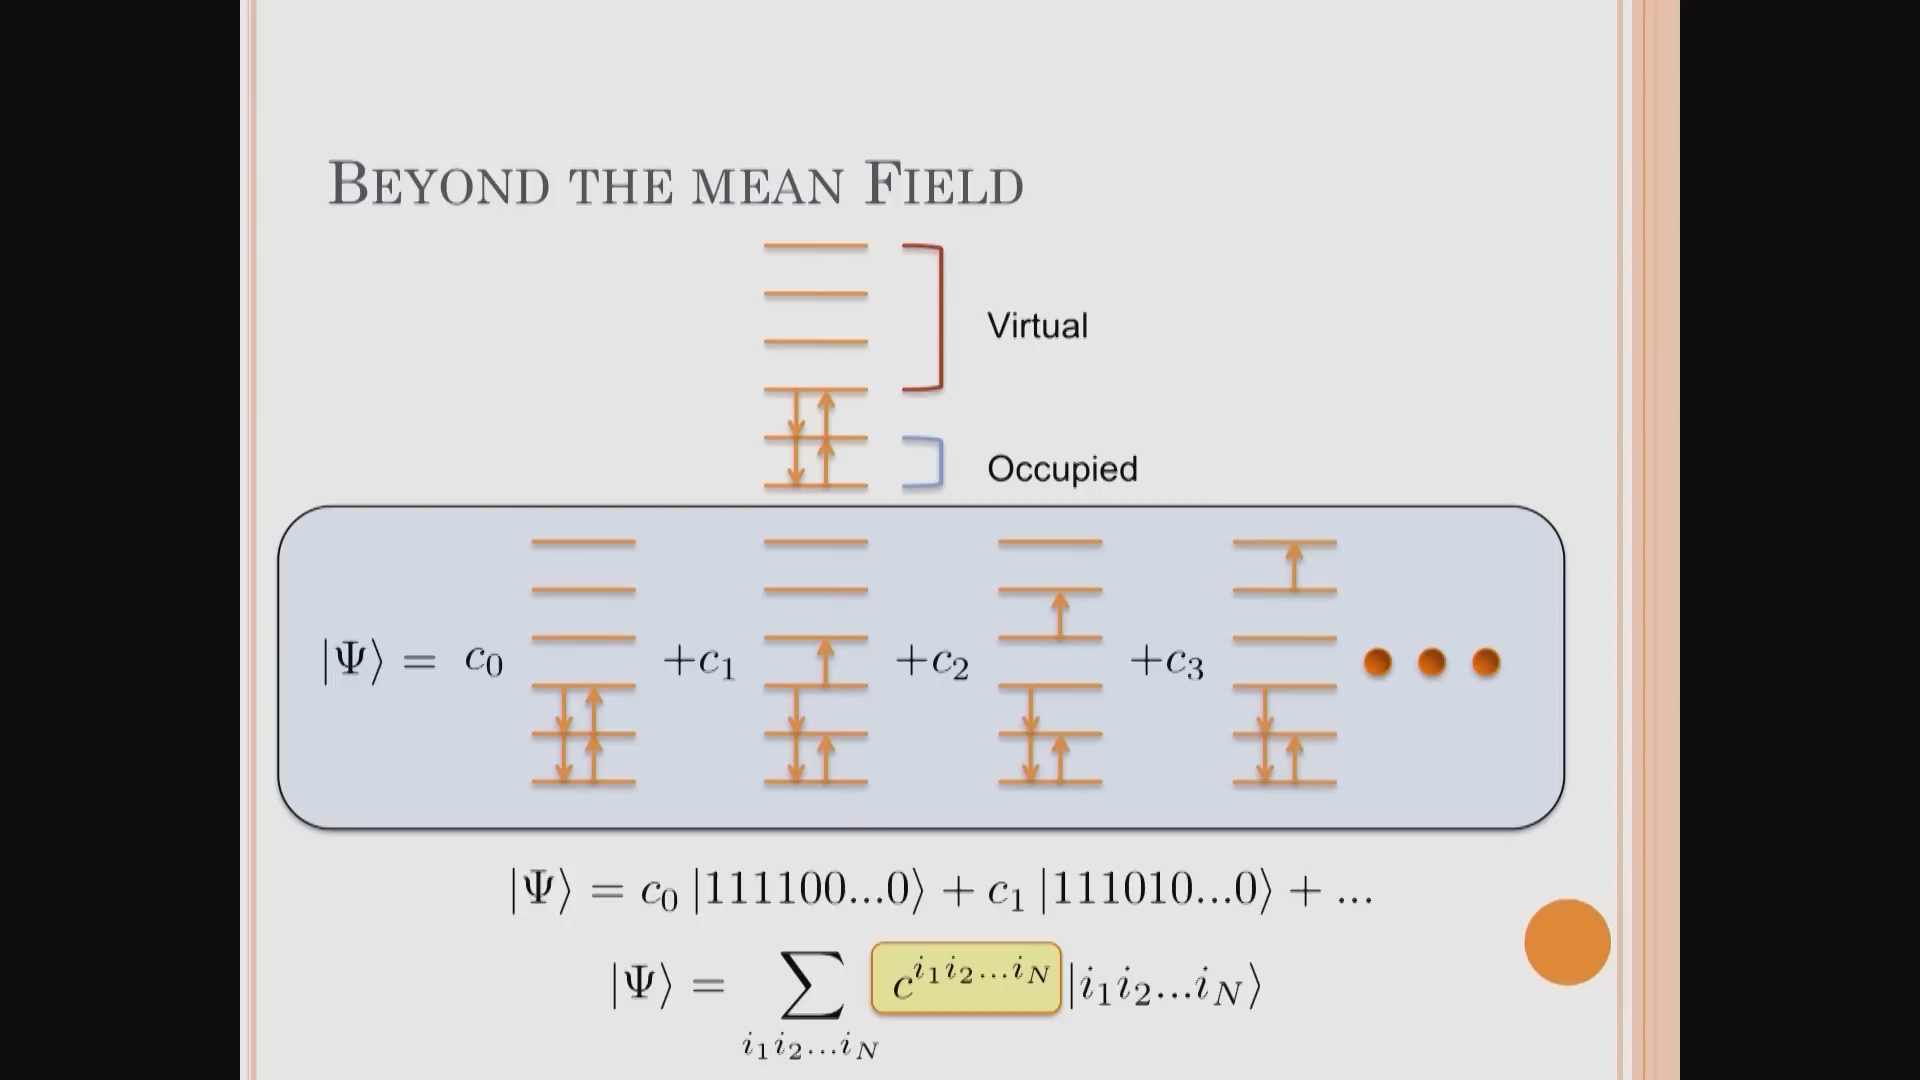 BEYOND THE MEAN FIELD
Virtual
Occupied
|Ψ⟩ = c₀ +c₁ +c₂ +c₃
|Ψ⟩ = c₀ |111100...0⟩ + c₁ |111010...0⟩ + ...
|Ψ⟩ = ∑ c^{i₁i₂...i_N} |i₁i₂...i_N⟩
i₁i₂...i_N